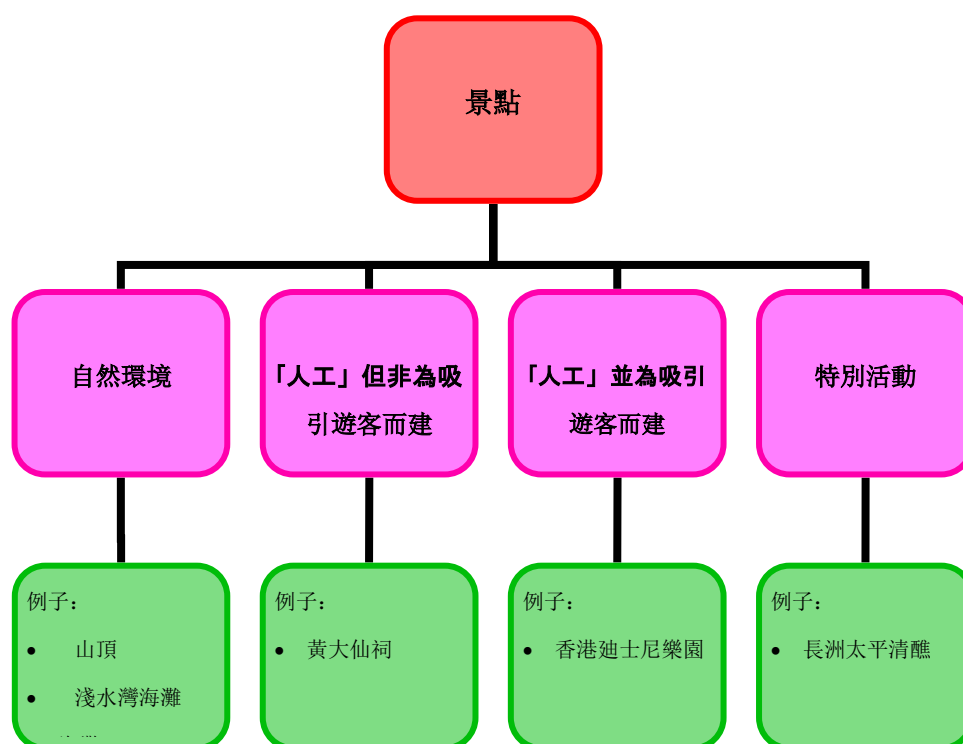 景點
自然環境
「人工」但非為吸
引遊客而建
「人工」並為吸引
遊客而建
特別活動
例子：
• 山頂
• 淺水灣海灘
例子：
• 黃大仙祠
例子：
• 香港廸士尼樂園
例子：
• 長洲太平清醮